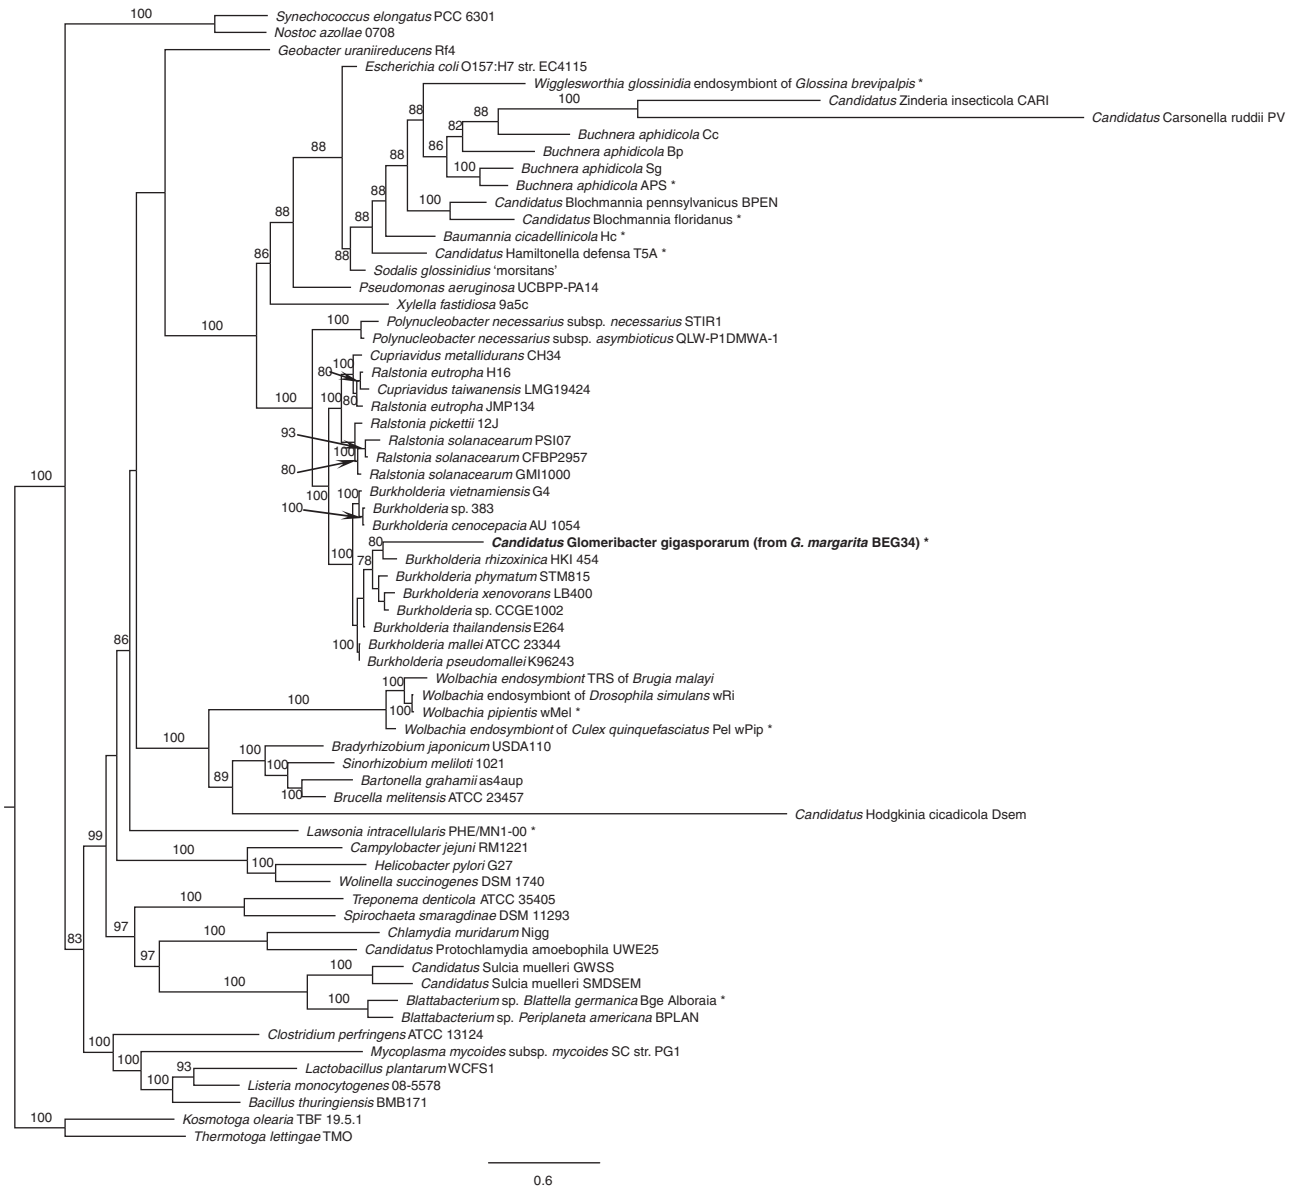 100
Synechococcus elongatus PCC 6301
Nostoc azollae 0708
Geobacter uraniireducens Rf4
Escherichia coli O157:H7 str. EC4115
Wigglesworthia glossinidia endosymbiont of Glossina brevipalpis *
88
100
Candidatus Zinderia insecticola CARI
88
Candidatus Carsonella ruddii PV
82
Buchnera aphidicola Cc
88
86
Buchnera aphidicola Bp
88
100
Buchnera aphidicola Sg
Buchnera aphidicola APS *
88
100
Candidatus Blochmannia pennsylvanicus BPEN
88
88
Candidatus Blochmannia floridanus *
Baumannia cicadellinicola Hc *
86
88
Candidatus Hamiltonella defensa T5A *
Sodalis glossinidius ‘morsitans’
Pseudomonas aeruginosa UCBPP-PA14
Xylella fastidiosa 9a5c
100
100
Polynucleobacter necessarius subsp. necessarius STIR1
Polynucleobacter necessarius subsp. asymbioticus QLW-P1DMWA-1
Cupriavidus metallidurans CH34
100
80
Ralstonia eutropha H16
Cupriavidus taiwanensis LMG19424
100
100
80
Ralstonia eutropha JMP134
Ralstonia pickettii 12J
93
Ralstonia solanacearum PSI07
100
Ralstonia solanacearum CFBP2957
80
Ralstonia solanacearum GMI1000
100
100
100
Burkholderia vietnamiensis G4
100
Burkholderia sp. 383
Burkholderia cenocepacia AU 1054
80
Candidatus Glomeribacter gigasporarum (from G. margarita BEG34) *
100
78
Burkholderia rhizoxinica HKI 454
Burkholderia phymatum STM815
Burkholderia xenovorans LB400
Burkholderia sp. CCGE1002
Burkholderia thailandensis E264
86
100
Burkholderia mallei ATCC 23344
Burkholderia pseudomallei K96243
100
Wolbachia endosymbiont TRS of Brugia malayi
100
Wolbachia endosymbiont of Drosophila simulans wRi
100
Wolbachia pipientis wMel *
Wolbachia endosymbiont of Culex quinquefasciatus Pel wPip *
100
100
Bradyrhizobium japonicum USDA110
100
Sinorhizobium meliloti 1021
89
Bartonella grahamii as4aup
100
Brucella melitensis ATCC 23457
Candidatus Hodgkinia cicadicola Dsem
99
Lawsonia intracellularis PHE/MN1-00 *
100
Campylobacter jejuni RM1221
100
Helicobacter pylori G27
Wolinella succinogenes DSM 1740
100
Treponema denticola ATCC 35405
Spirochaeta smaragdinae DSM 11293
83
97
100
Chlamydia muridarum Nigg
97
Candidatus Protochlamydia amoebophila UWE25
100
Candidatus Sulcia muelleri GWSS
100
Candidatus Sulcia muelleri SMDSEM
100
Blattabacterium sp. Blattella germanica Bge Alboraia *
Blattabacterium sp. Periplaneta americana BPLAN
100
Clostridium perfringens ATCC 13124
100
Mycoplasma mycoides subsp. mycoides SC str. PG1
93
Lactobacillus plantarum WCFS1
100
Listeria monocytogenes 08-5578
Bacillus thuringiensis BMB171
100
Kosmotoga olearia TBF 19.5.1
Thermotoga lettingae TMO
0.6